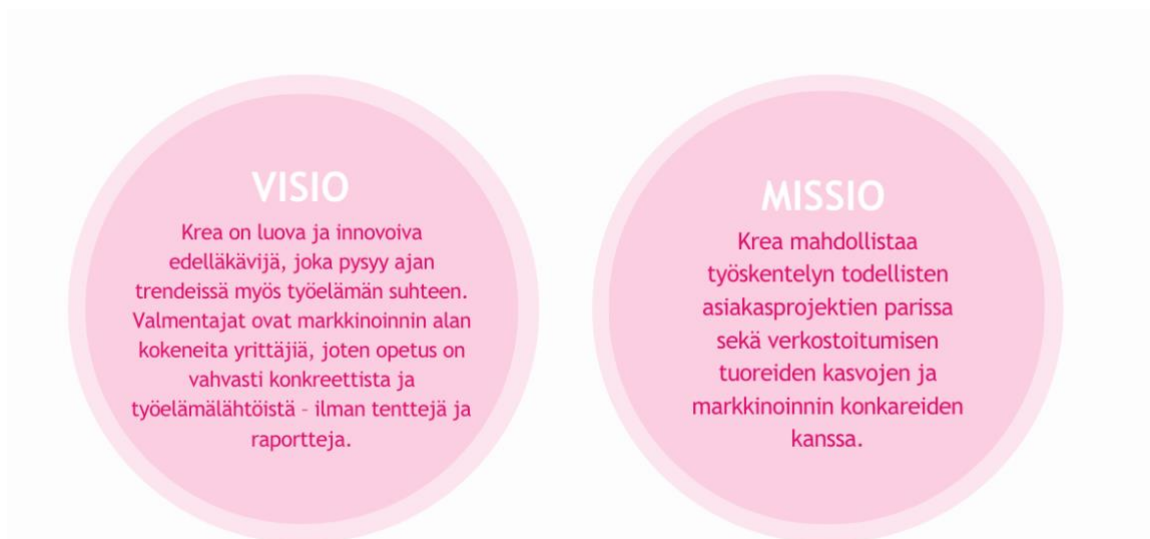 VISIO
Krea on luova ja innovoiva
edelläkävijä, joka pysyy ajan
trendeissä myös työelämän suhteen.
Valmentajat ovat markkinoinnin alan
kokeneita yrittäjiä, joten opetus on
vahvasti konkreettista ja
työelämälähtöistä - ilman tenttejä ja
raportteja.
MISSIO
Krea mahdollistaa
työskentelyn todellisten
asiakasprojektien parissa
sekä verkostoitumisen
tuoreiden kasvojen ja
markkinoinnin konkareiden
kanssa.